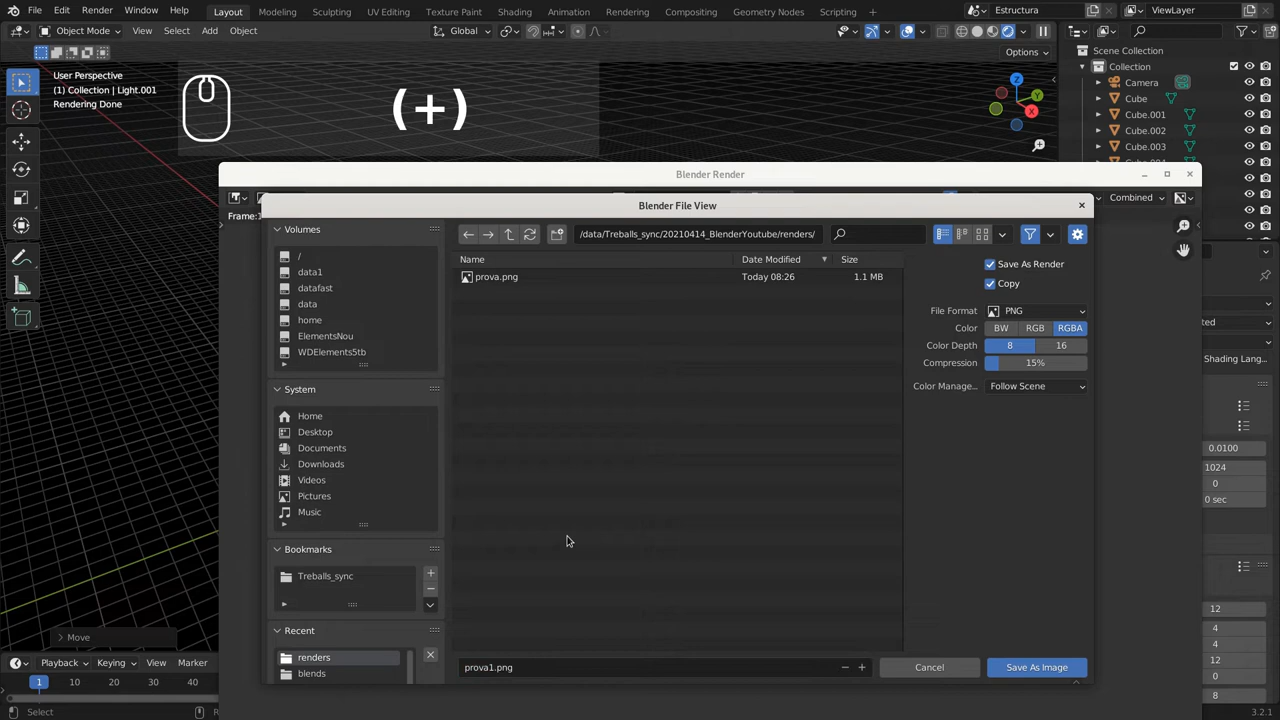 File Edit Render Window Help Layout Modeling Sculpting UV Editing Texture Paint Shading Animation Rendering Compositing Geometry Nodes Scripting Estructura ViewLayer
Object Mode View Select Add Object Global
Options
User Perspective
(1) Collection | Light.001
Rendering Done
(+)
X
Y
Z
Scene Collection
Collection
Camera
Cube
Cube.001
Cube.002
Cube.003
Blender Render
Frame:1
Combined
Blender File View
Volumes
/
data1
datafast
data
home
ElementsNou
WDElements5tb
System
Home
Desktop
Documents
Downloads
Videos
Pictures
Music
Bookmarks
Treballs_sync
Recent
renders
blends
/data/Treballs_sync/20210414_BlenderYoutube/renders/
Name Date Modified Size
prova.png Today 08:26 1.1 MB
Save As Render
Copy
File Format PNG
Color BW RGB RGBA
Color Depth 8 16
Compression 15%
Color Manage... Follow Scene
prova1.png
Cancel Save As Image
Shading Lang
0.0100
1024
0
0 sec
12
4
4
12
0
8
Move
Playback Keying View Marker
1 10 20 30 40
Select
3.2.1